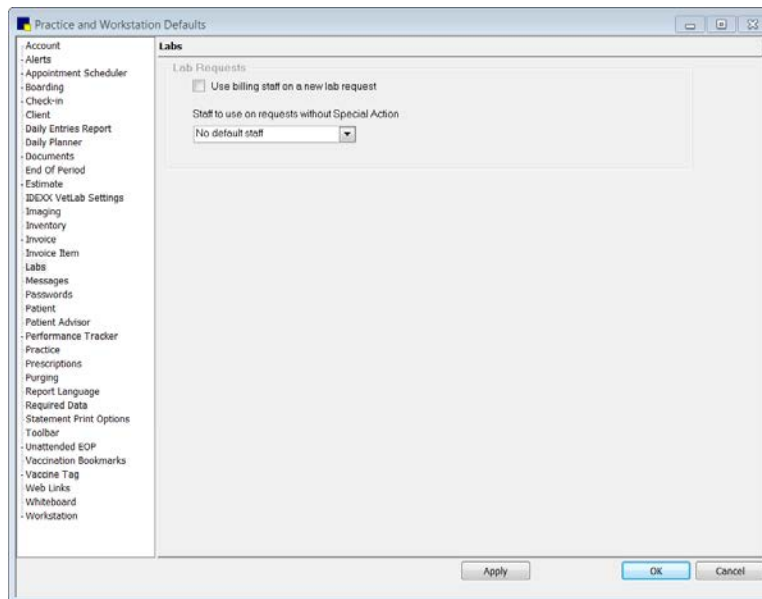 Practice and Workstation Defaults
Account
Alerts
Appointment Scheduler
Boarding
Check-in
Client
Daily Entries Report
Daily Planner
Documents
End Of Period
Estimate
IDEXX VetLab Settings
Imaging
Inventory
Invoice
Invoice Item
Labs
Messages
Passwords
Patient
Patient Advisor
Performance Tracker
Practice
Prescriptions
Purging
Report Language
Required Data
Statement Print Options
Toolbar
Unattended EOP
Vaccination Bookmarks
Vaccine Tag
Web Links
Whiteboard
Workstation
Labs
Lab Requests
Use billing staff on a new lab request
Staff to use on requests without Special Action
No default staff
Apply
OK
Cancel